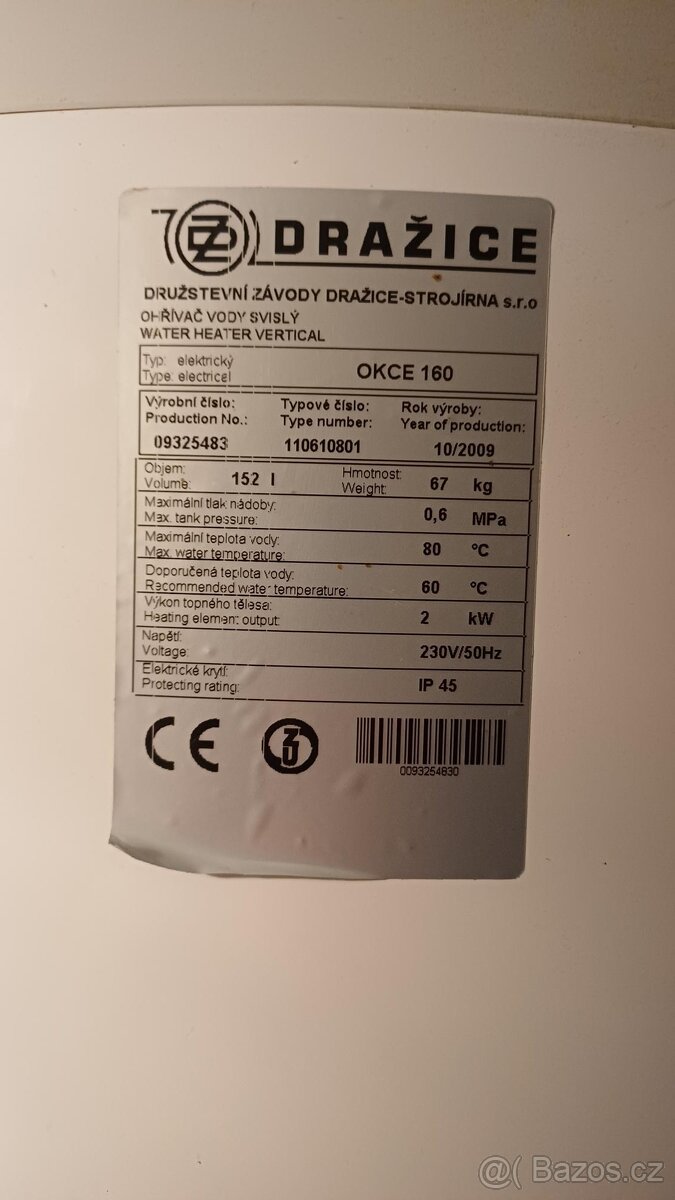 DZ DRAŽICE
DRUŽSTEVNÍ ZÁVODY DRAŽICE-STROJÍRNA s.r.o
OHŘÍVAČ VODY SVISLÝ
WATER HEATER VERTICAL
Typ: elektrický
Type: electrical OKCE 160
Výrobní číslo: Typové číslo: Rok výroby:
Production No.: Type number: Year of production:
09325483 110610801 10/2009
Objem: Hmotnost:
Volume: 152 l Weight: 67 kg
Maximální tlak nádoby:
Max. tank pressure: 0,6 MPa
Maximální teplota vody:
Max. water temperature: 80 °C
Doporučená teplota vody:
Recommended water temperature: 60 °C
Výkon topného tělesa:
Heating element output: 2 kW
Napětí:
Voltage: 230V/50Hz
Elektrické krytí:
Protecting rating: IP 45
CE
0093254830
@( Bazos.cz